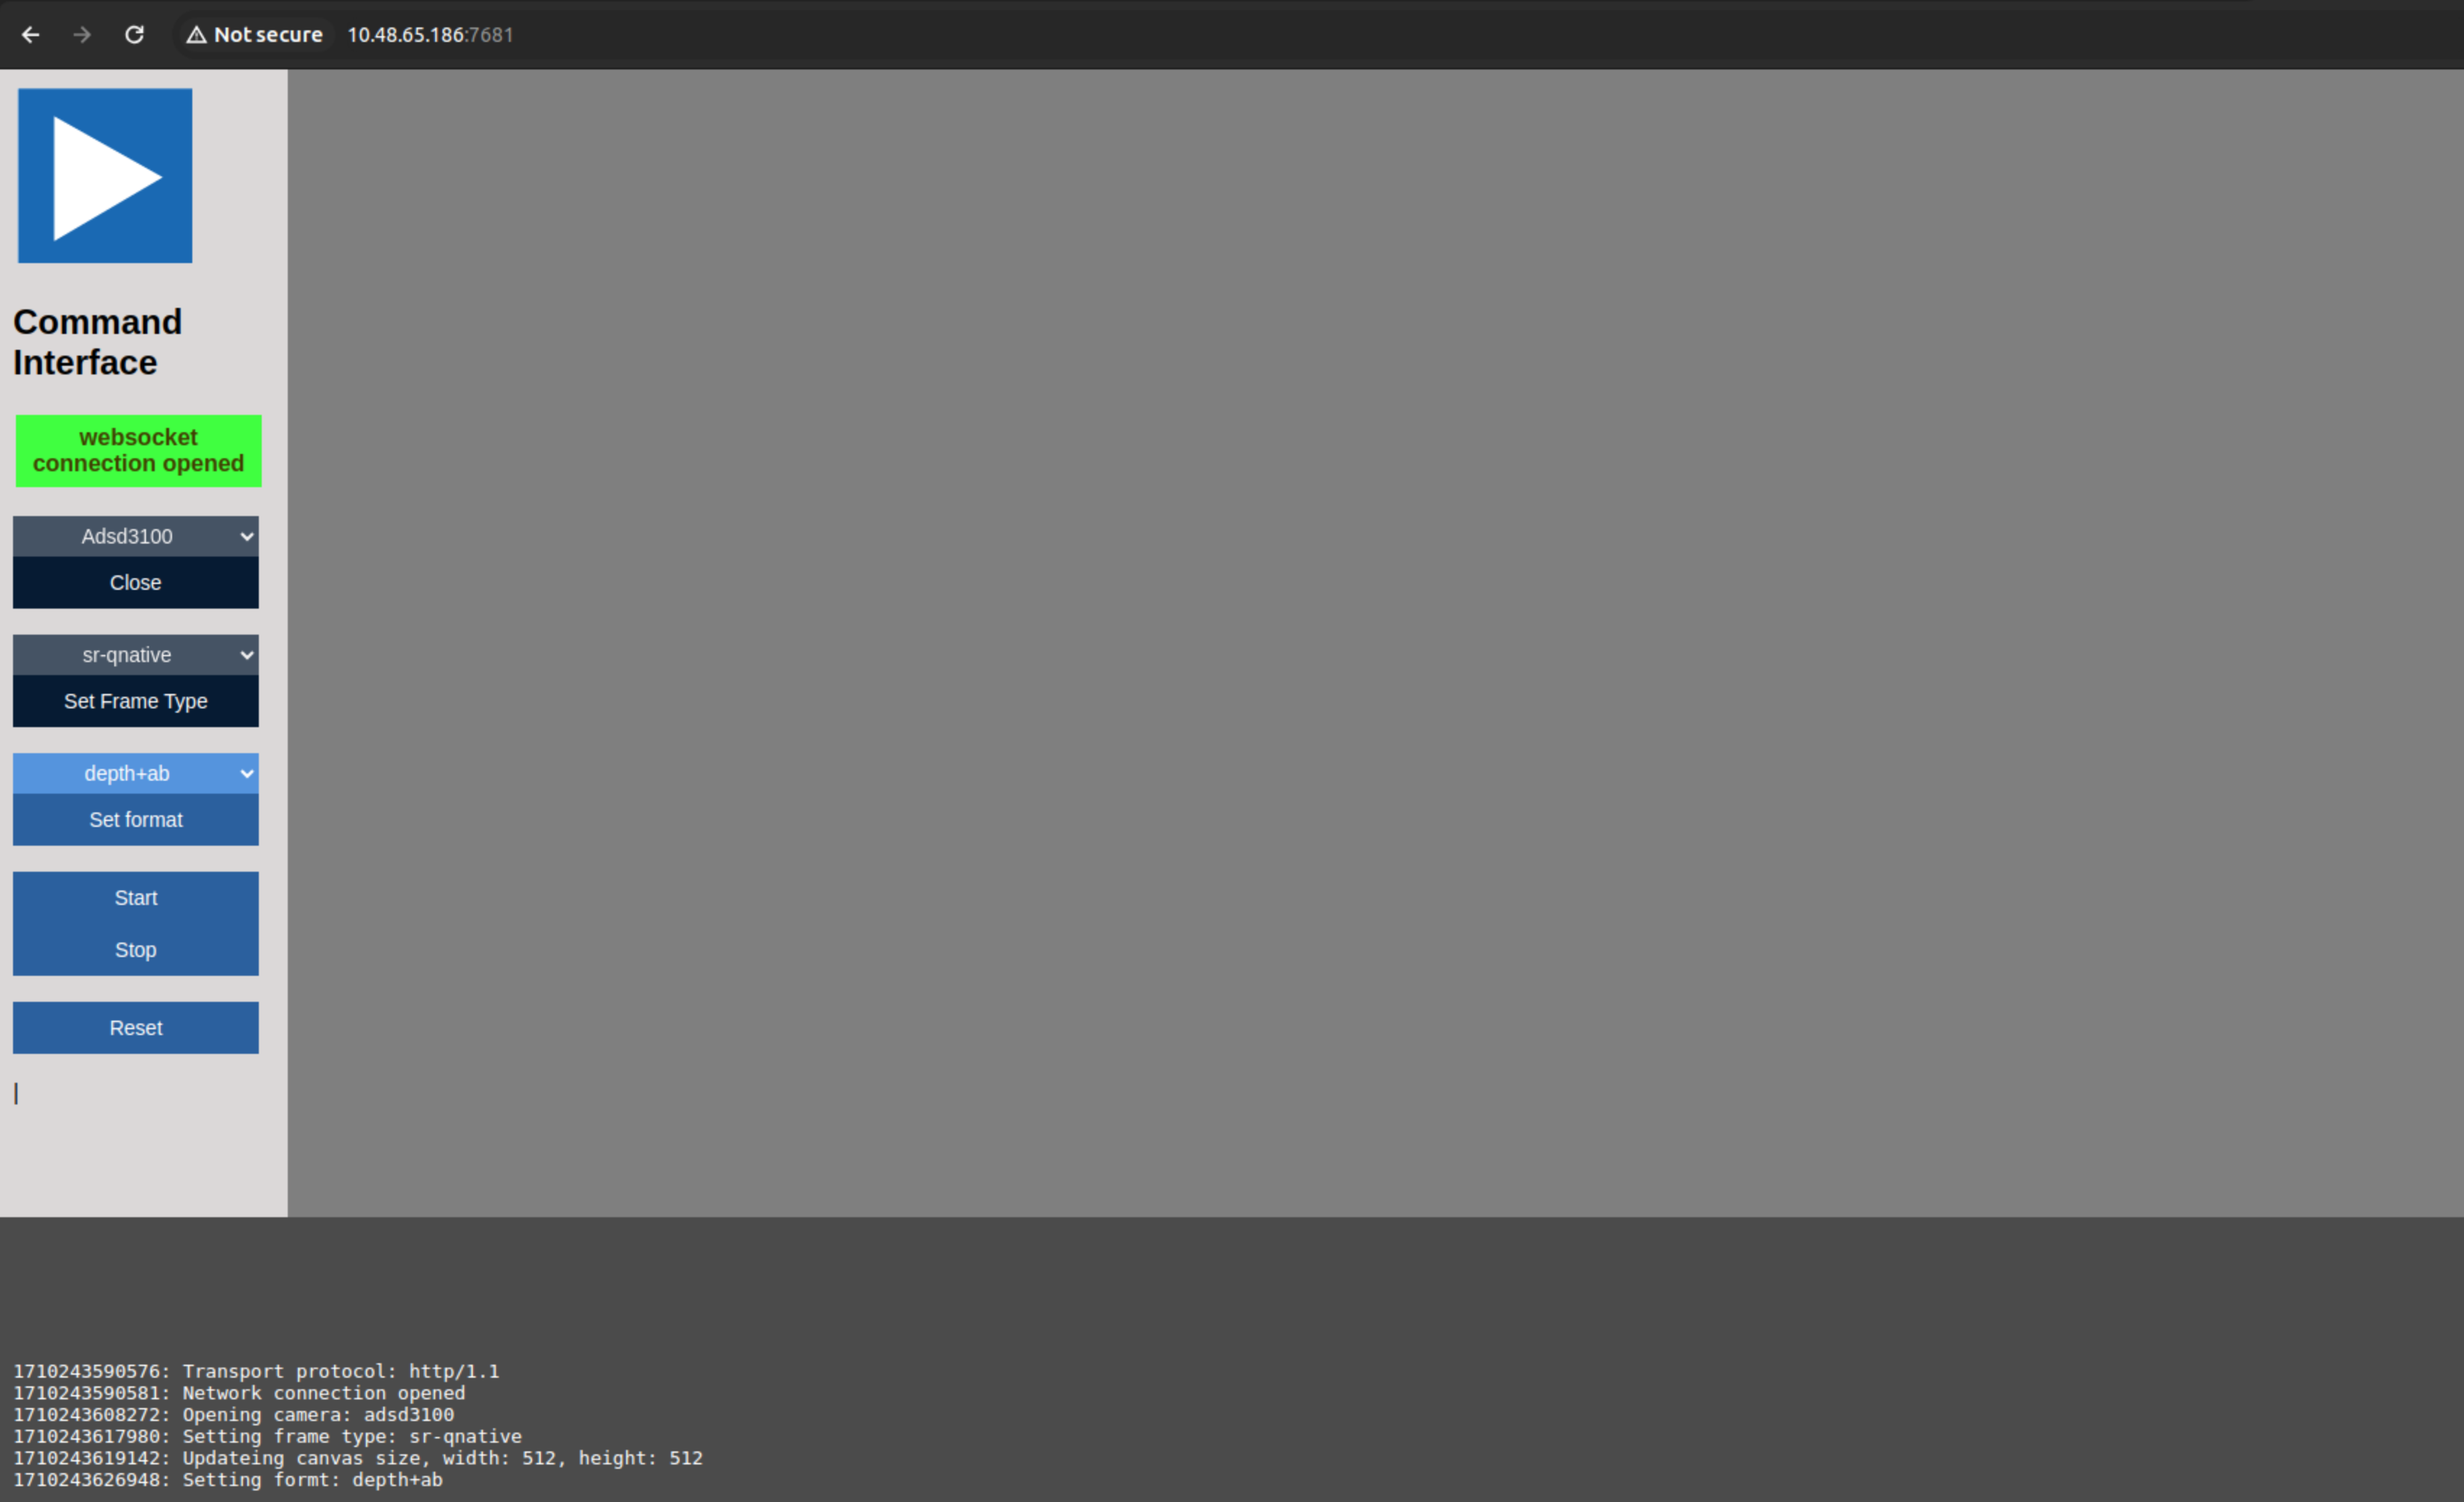 Not secure 10.48.65.186:7681
Command
Interface
websocket
connection opened
Adsd3100
Close
sr-qnative
Set Frame Type
depth+ab
Set format
Start
Stop
Reset
|
1710243590576: Transport protocol: http/1.1
1710243590581: Network connection opened
1710243608272: Opening camera: adsd3100
1710243617980: Setting frame type: sr-qnative
1710243619142: Updateing canvas size, width: 512, height: 512
1710243626948: Setting formt: depth+ab